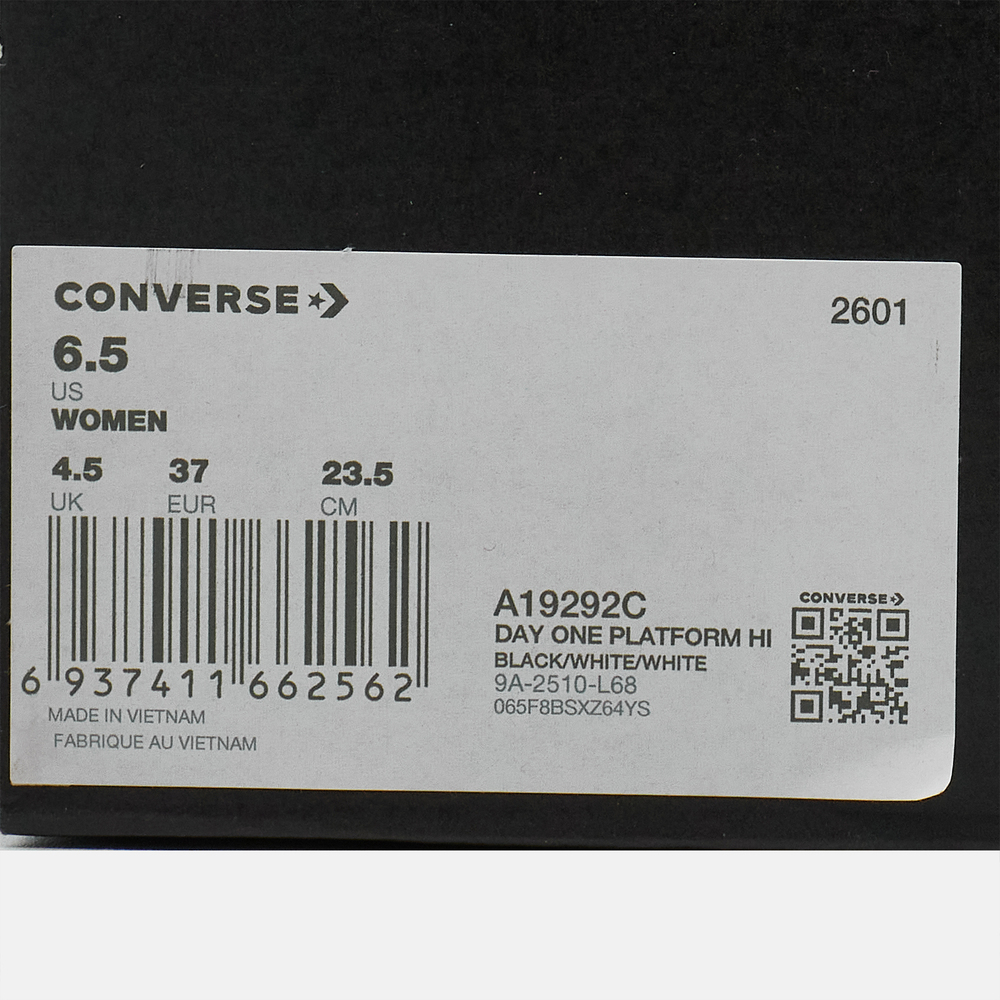 CONVERSE
2601
6.5
US
WOMEN
4.5 37 23.5
UK EUR CM
6 937411 662562
MADE IN VIETNAM
FABRIQUE AU VIETNAM
A19292C
DAY ONE PLATFORM HI
BLACK/WHITE/WHITE
9A-2510-L68
065F8BSXZ64YS
CONVERSE